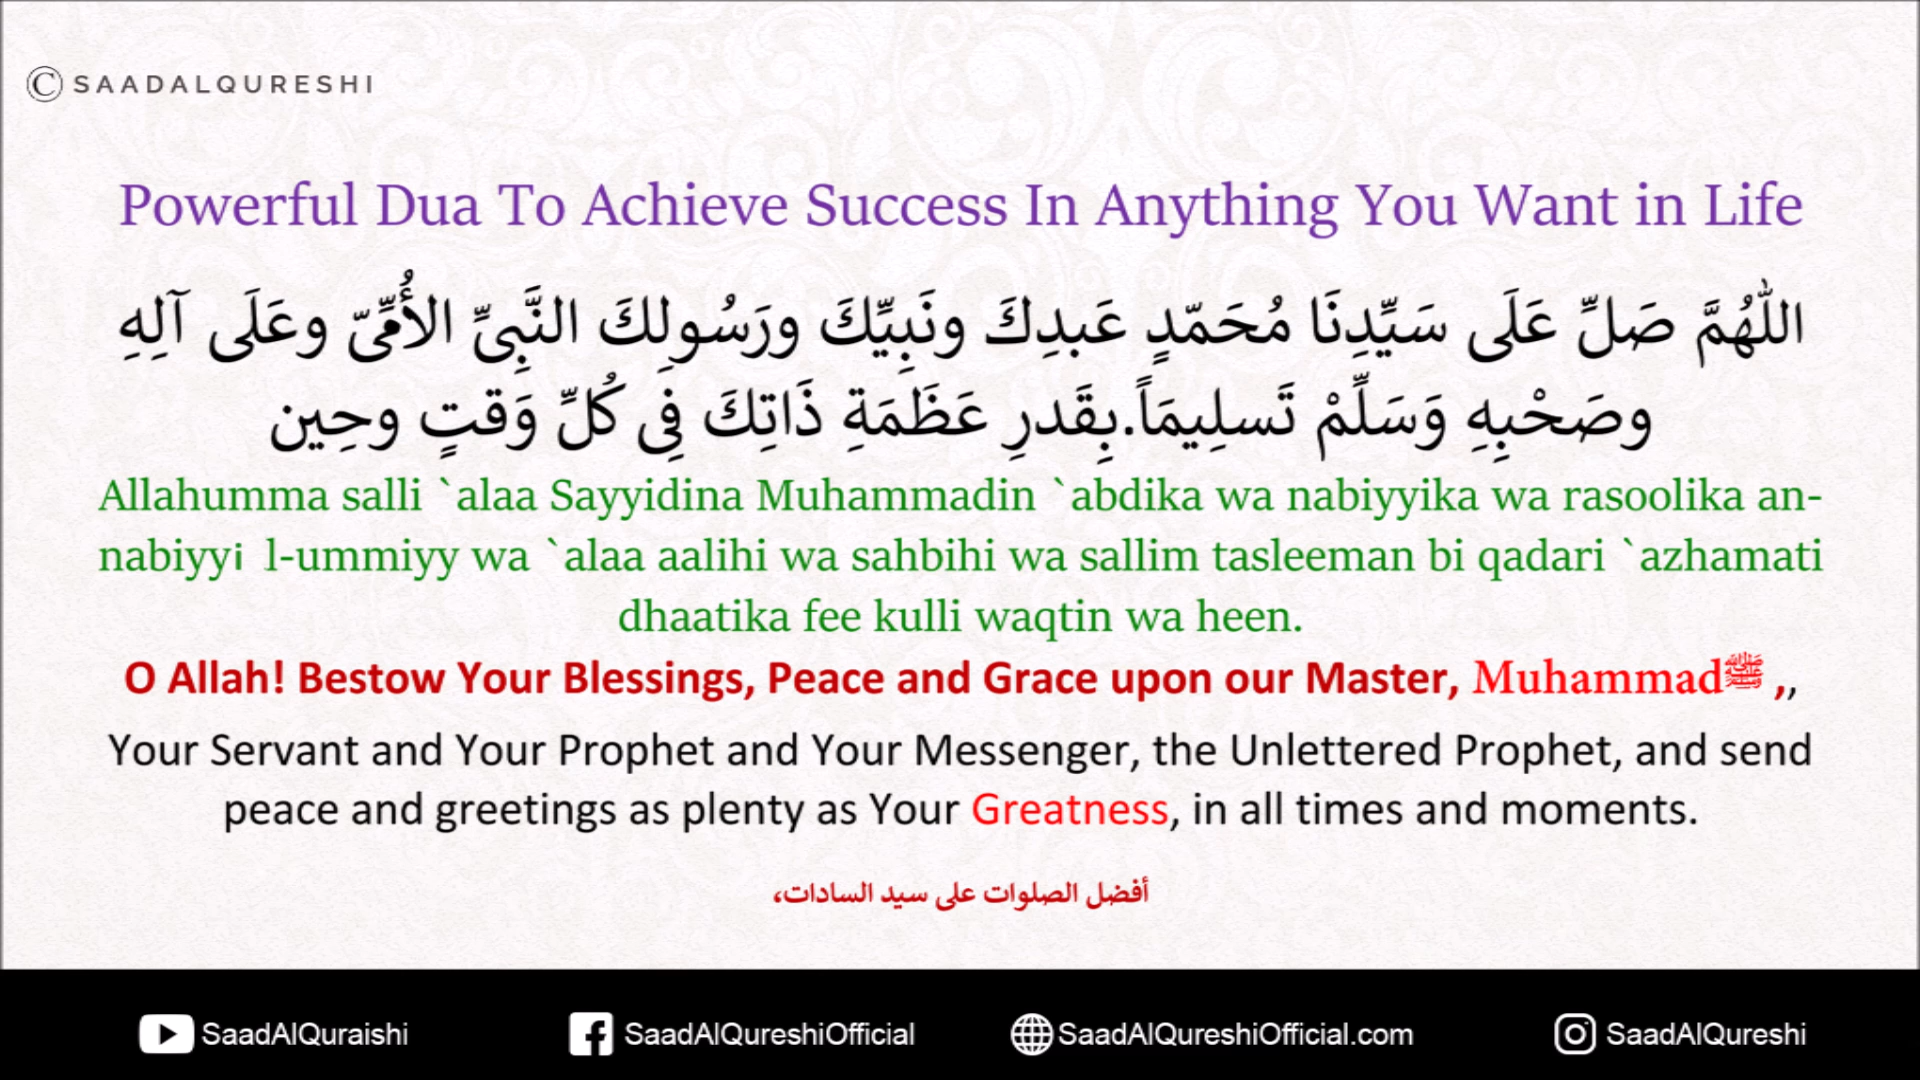 © SAADALQURESHI
Powerful Dua To Achieve Success In Anything You Want in Life
اللّٰهُمَّ صَلِّ عَلَى سَيِّدِنَا مُحَمّدٍ عَبدِكَ ونَبِيِّكَ ورَسُولِكَ النَّبِىِّ الأُمِّىّ وعَلَى آلِهِ
وصَحْبِهِ وَسَلِّمْ تَسلِيمَاً.بِقَدرِ عَظَمَةِ ذَاتِكَ فِى كُلِّ وَقتٍ وحِين
Allahumma salli `alaa Sayyidina Muhammadin `abdika wa nabiyyika wa rasoolika an-
nabiyyi l-ummiyy wa `alaa aalihi wa sahbihi wa sallim tasleeman bi qadari `azhamati
dhaatika fee kulli waqtin wa heen.
O Allah! Bestow Your Blessings, Peace and Grace upon our Master, Muhammadﷺ ,,
Your Servant and Your Prophet and Your Messenger, the Unlettered Prophet, and send
peace and greetings as plenty as Your Greatness, in all times and moments.
أفضل الصلوات على سيد السادات،
SaadAlQuraishi SaadAlQureshiOfficial SaadAlQureshiOfficial.com SaadAlQureshi